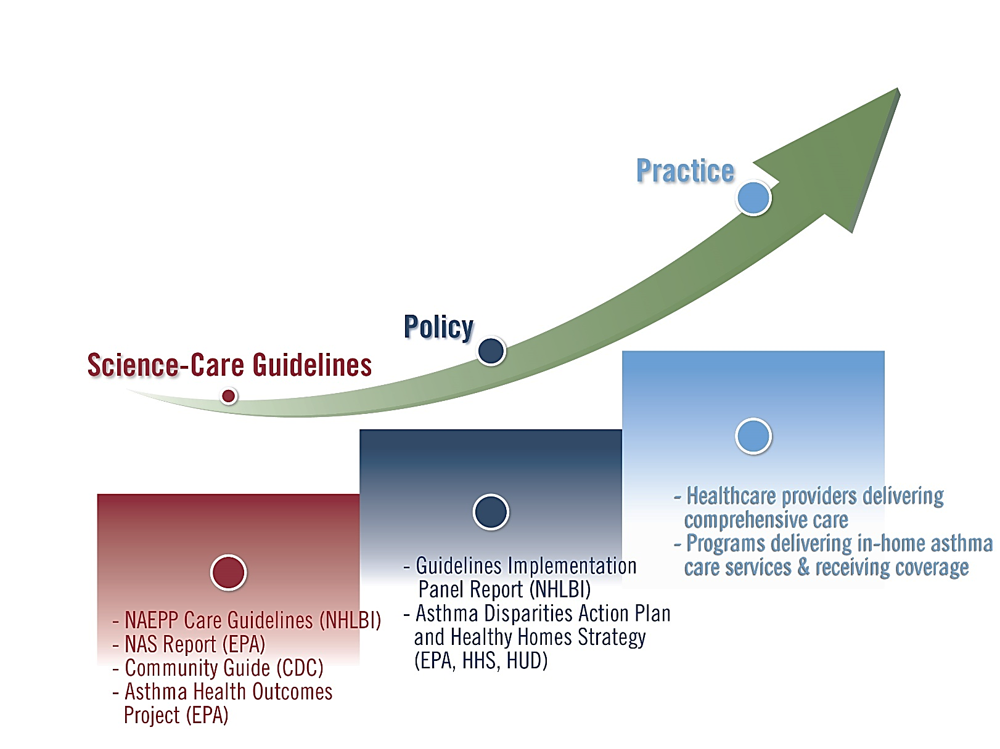 Practice
Policy
Science-Care Guidelines
- Healthcare providers delivering
comprehensive care
- Programs delivering in-home asthma
care services & receiving coverage
- Guidelines Implementation
Panel Report (NHLBI)
- Asthma Disparities Action Plan
and Healthy Homes Strategy
(EPA, HHS, HUD)
- NAEPP Care Guidelines (NHLBI)
- NAS Report (EPA)
- Community Guide (CDC)
- Asthma Health Outcomes
Project (EPA)